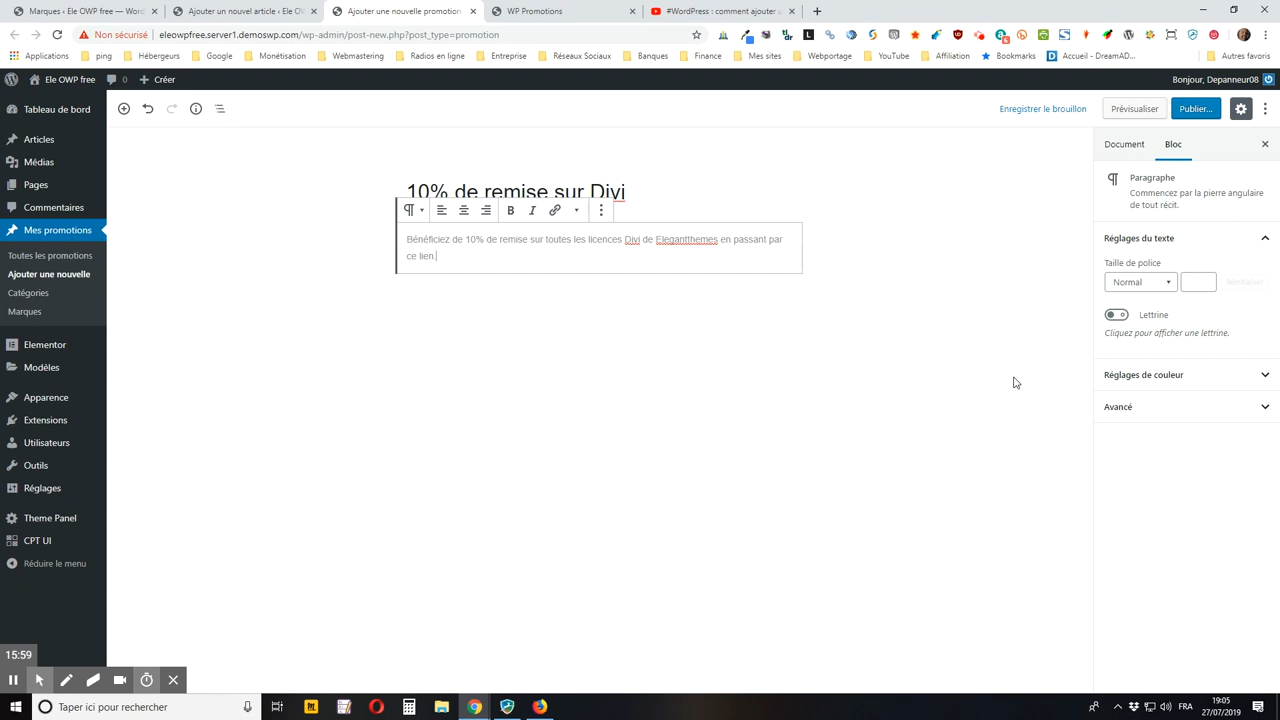 Marques ‹ Ele OWP free — Word
Ajouter un nouvel article ‹ Ele OW
Ajouter une nouvelle promotion
WP Promotions
#WordPress : comment ajouter u
Non sécurisé
eleowpfree.server1.demoswp.com/wp-admin/post-new.php?post_type=promotion
Applications
ping
Hébergeurs
Google
Monétisation
Webmastering
Radios en ligne
Entreprise
Réseaux Sociaux
Banques
Finance
Mes sites
Webportage
YouTube
Affiliation
Bookmarks
Accueil - DreamAD...
Autres favoris
Ele OWP free
0
Créer
Bonjour, Depanneur08
Tableau de bord
Articles
Médias
Pages
Commentaires
Mes promotions
Toutes les promotions
Ajouter une nouvelle
Catégories
Marques
Elementor
Modèles
Apparence
Extensions
Utilisateurs
Outils
Réglages
Theme Panel
CPT UI
Réduire le menu
Enregistrer le brouillon
Prévisualiser
Publier...
10% de remise sur Divi
B
I
Bénéficiez de 10% de remise sur toutes les licences Divi de Elegantthemes en passant par
ce lien.
Document
Bloc
Paragraphe
Commencez par la pierre angulaire
de tout récit.
Réglages du texte
Taille de police
Normal
Réinitialiser
Lettrine
Cliquez pour afficher une lettrine.
Réglages de couleur
Avancé
15:59
Taper ici pour rechercher
FRA
19:05
27/07/2019